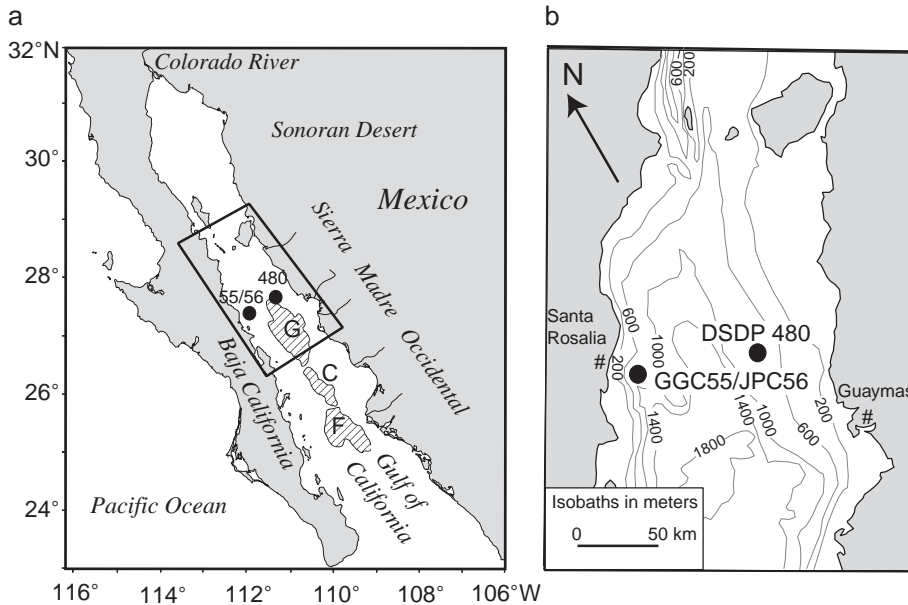 a
32°N
30°
28°
26°
24°
116°
114°
112°
110°
108°
106°W
Colorado River
Sonoran Desert
Mexico
Sierra Madre Occidental
480
55/56
G
C
F
Baja California
Gulf of
California
Pacific Ocean
b
N
600
200
Santa
Rosalia
#
600
200
1000
1400
DSDP 480
GGC55/JPC56
Guaymas
#
1400
1000
600
200
1800
Isobaths in meters
0 50 km